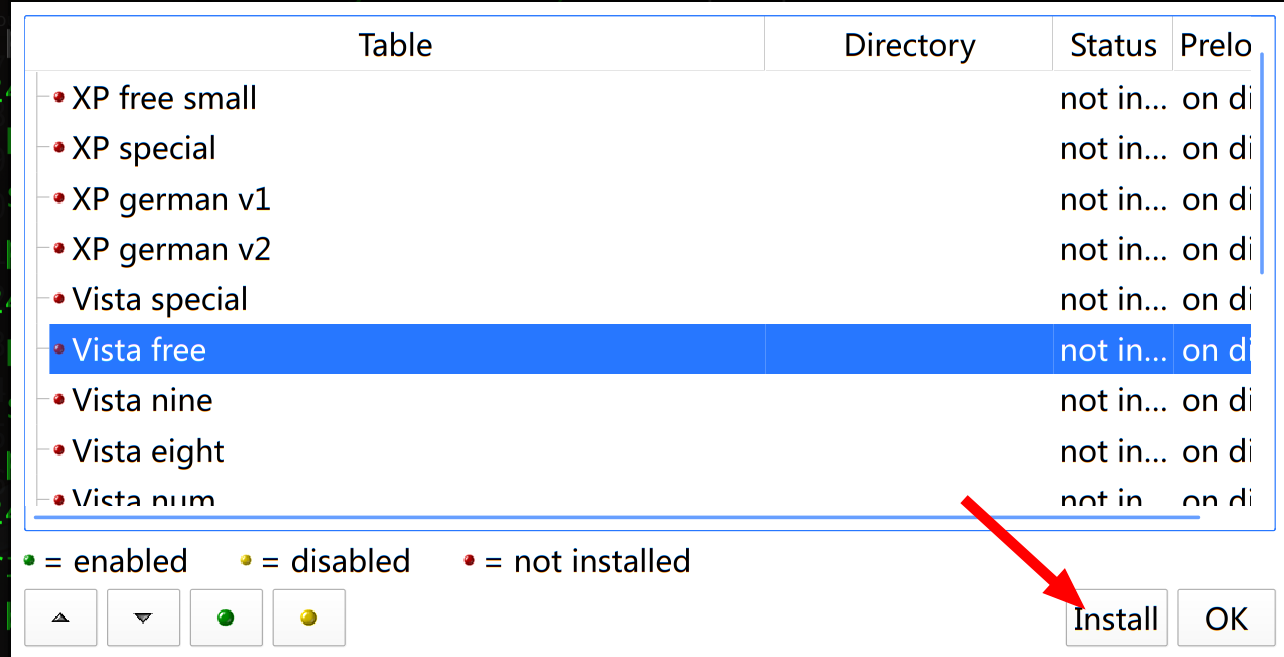 Table Directory Status Prelo
XP free small not in... on di
XP special not in... on di
XP german v1 not in... on di
XP german v2 not in... on di
Vista special not in... on di
Vista free not in... on di
Vista nine not in... on di
Vista eight not in... on di
Vista num not in on di
= enabled = disabled = not installed
Install OK